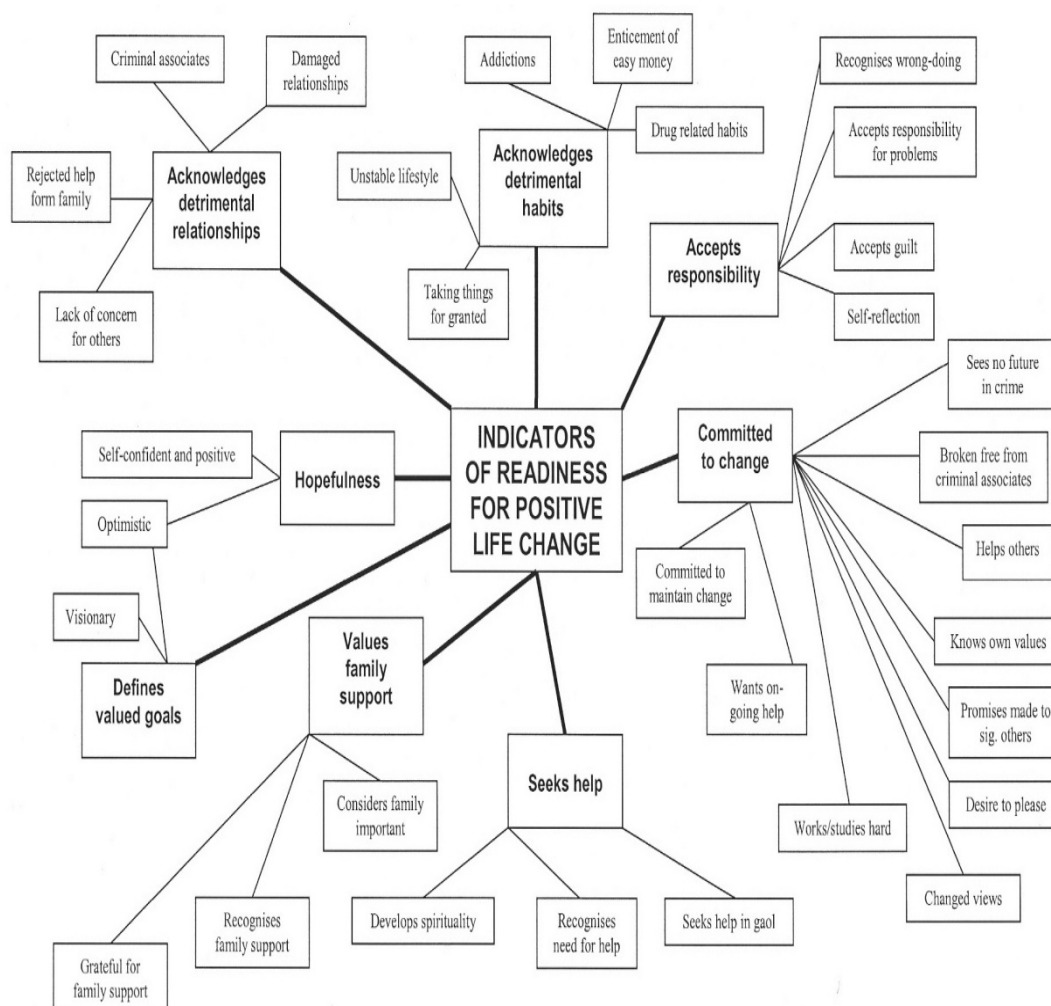 Criminal associates
Damaged
relationships
Rejected help
form family
Lack of concern
for others
Acknowledges
detrimental
relationships
Addictions
Enticement of
easy money
Drug related habits
Unstable lifestyle
Taking things
for granted
Acknowledges
detrimental
habits
Recognises wrong-doing
Accepts responsibility
for problems
Accepts guilt
Self-reflection
Accepts
responsibility
INDICATORS
OF READINESS
FOR POSITIVE
LIFE CHANGE
Committed
to change
Sees no future
in crime
Broken free from
criminal associates
Helps others
Knows own values
Promises made to
sig. others
Desire to please
Changed views
Works/studies hard
Wants on-
going help
Committed to
maintain change
Hopefulness
Self-confident and positive
Optimistic
Visionary
Defines
valued goals
Values
family
support
Considers family
important
Recognises
family support
Grateful for
family support
Seeks help
Develops spirituality
Recognises
need for help
Seeks help in gaol